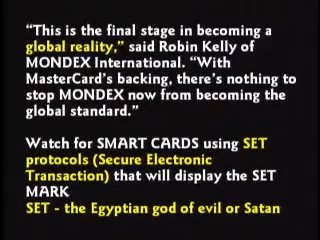 “This is the final stage in becoming a
global reality,” said Robin Kelly of
MONDEX International. “With
MasterCard’s backing, there’s nothing to
stop MONDEX now from becoming the
global standard.”
Watch for SMART CARDS using SET
protocols (Secure Electronic
Transaction) that will display the SET
MARK
SET - the Egyptian god of evil or Satan